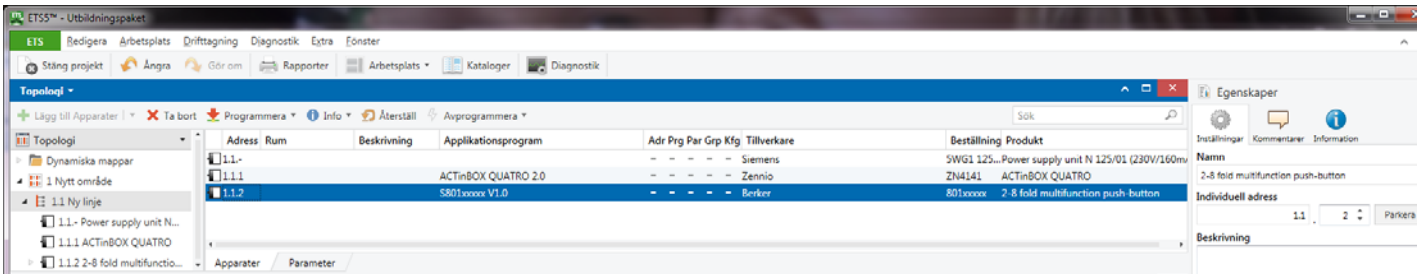 ETS5™ - Utbildningspaket
ETS Redigera Arbetsplats Drifttagning Diagnostik Extra Fönster
Stäng projekt Ångra Gör om Rapporter Arbetsplats Kataloger Diagnostik
Topologi
Lägg till Apparater Ta bort Programmera Info Återställ Avprogrammera Sök
Topologi
Dynamiska mappar
1 Nytt område
1.1 Ny linje
1.1.- Power supply unit N...
1.1.1 ACTinBOX QUATRO
1.1.2 2-8 fold multifunctio...
Adress Rum Beskrivning Applikationsprogram Adr Prg Par Grp Kfg Tillverkare Beställning Produkt
1.1.- - - - - - Siemens 5WG1 125... Power supply unit N 125/01 (230V/160m
1.1.1 ACTinBOX QUATRO 2.0 - - - - - Zennio ZN4141 ACTinBOX QUATRO
1.1.2 S801xxxxx V1.0 - - - - - Berker 801xxxxx 2-8 fold multifunction push-button
Apparater Parameter
Egenskaper
Inställningar Kommentarer Information
Namn
2-8 fold multifunction push-button
Individuell adress
1.1 . 2 Parkera
Beskrivning